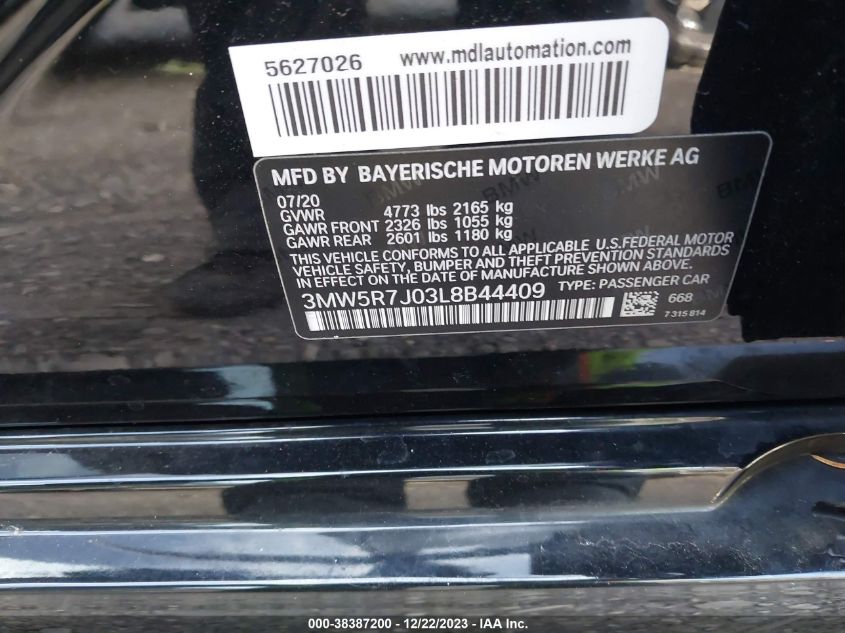 5627026 www.mdlautomation.com
MFD BY BAYERISCHE MOTOREN WERKE AG
07/20
GVWR 4773 lbs 2165 kg
GAWR FRONT 2326 lbs 1055 kg
GAWR REAR 2601 lbs 1180 kg
THIS VEHICLE CONFORMS TO ALL APPLICABLE U.S.FEDERAL MOTOR
VEHICLE SAFETY, BUMPER AND THEFT PREVENTION STANDARDS
IN EFFECT ON THE DATE OF MANUFACTURE SHOWN ABOVE.
3MW5R7J03L8B44409 TYPE: PASSENGER CAR
668
7 315 814
000-38387200 - 12/22/2023 - IAA Inc.